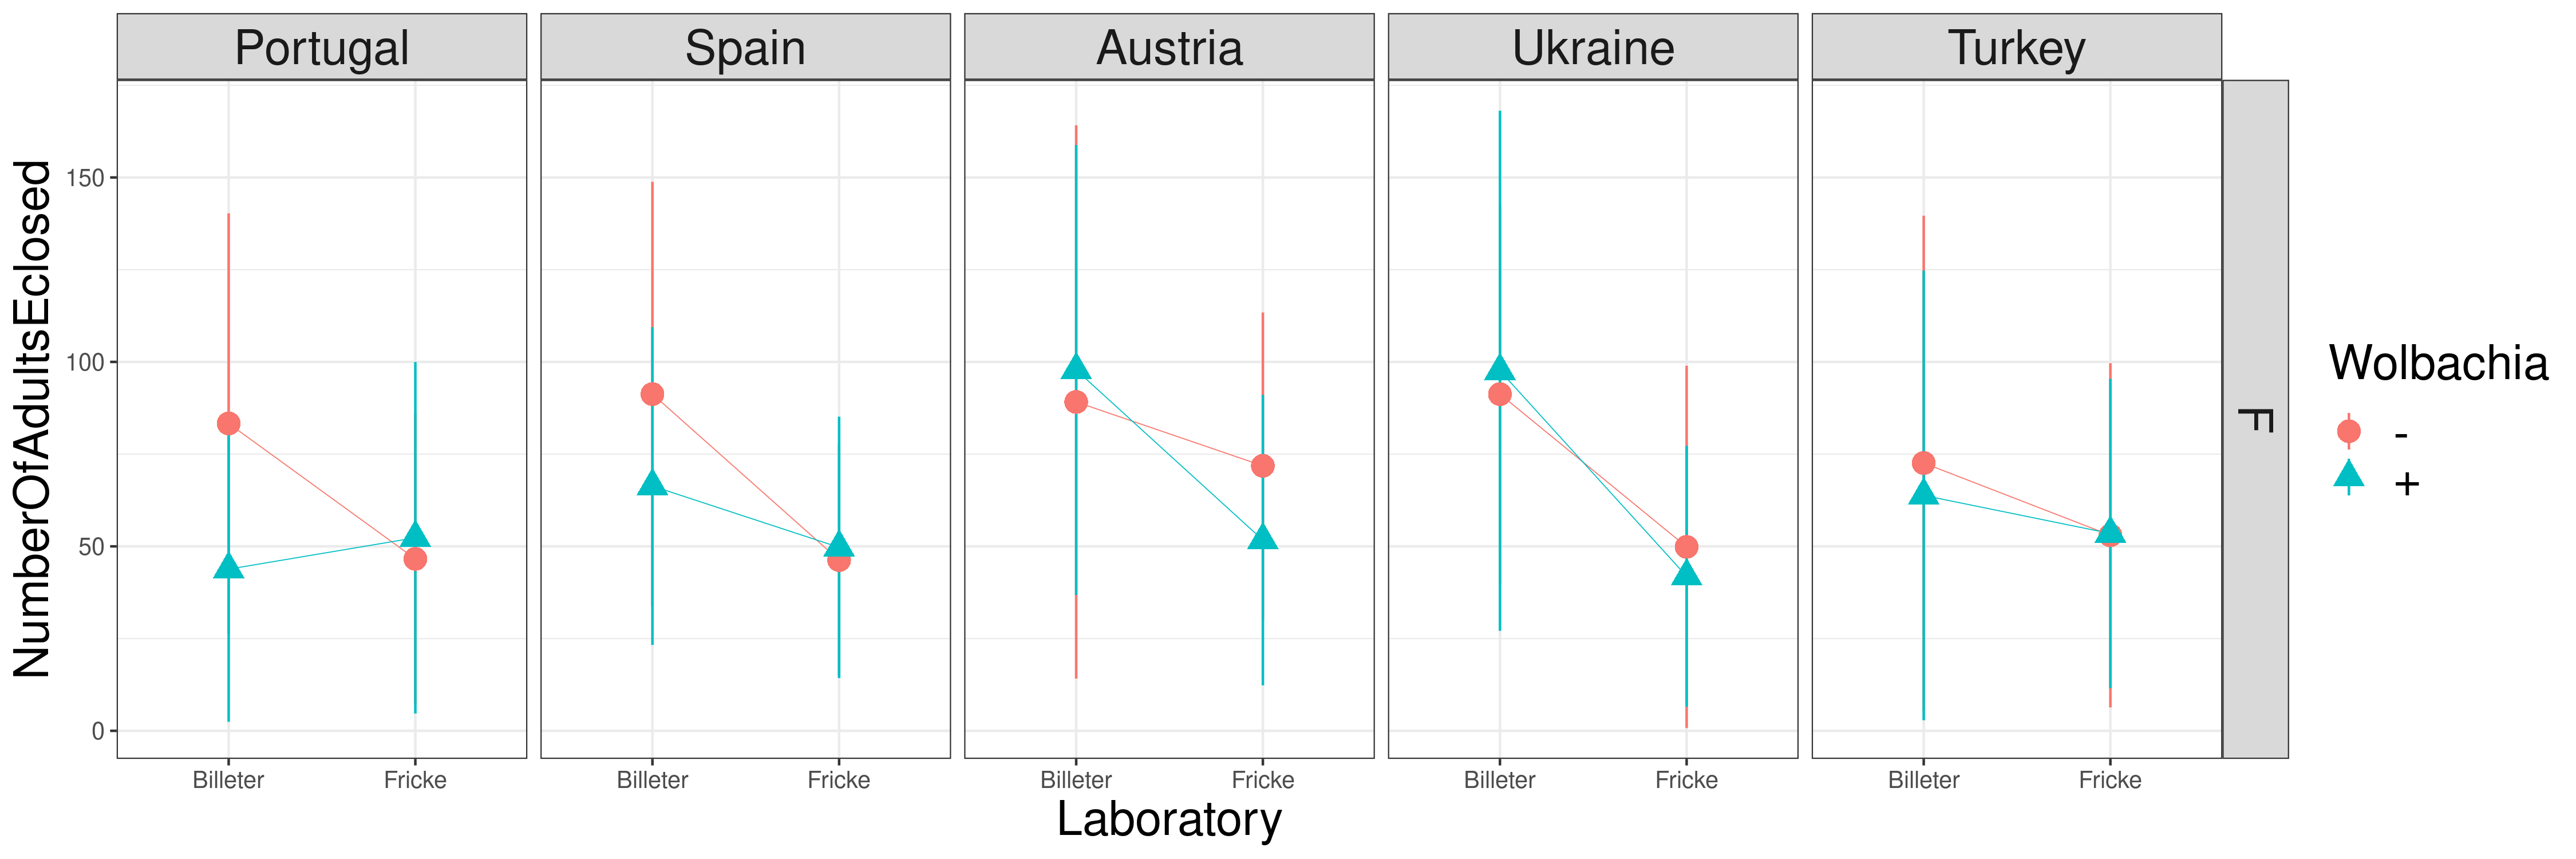 Portugal
Spain
Austria
Ukraine
Turkey
NumberOfAdultsEclosed
150
100
50
0
F
Wolbachia
-
+
Billeter
Fricke
Billeter
Fricke
Billeter
Fricke
Billeter
Fricke
Billeter
Fricke
Laboratory